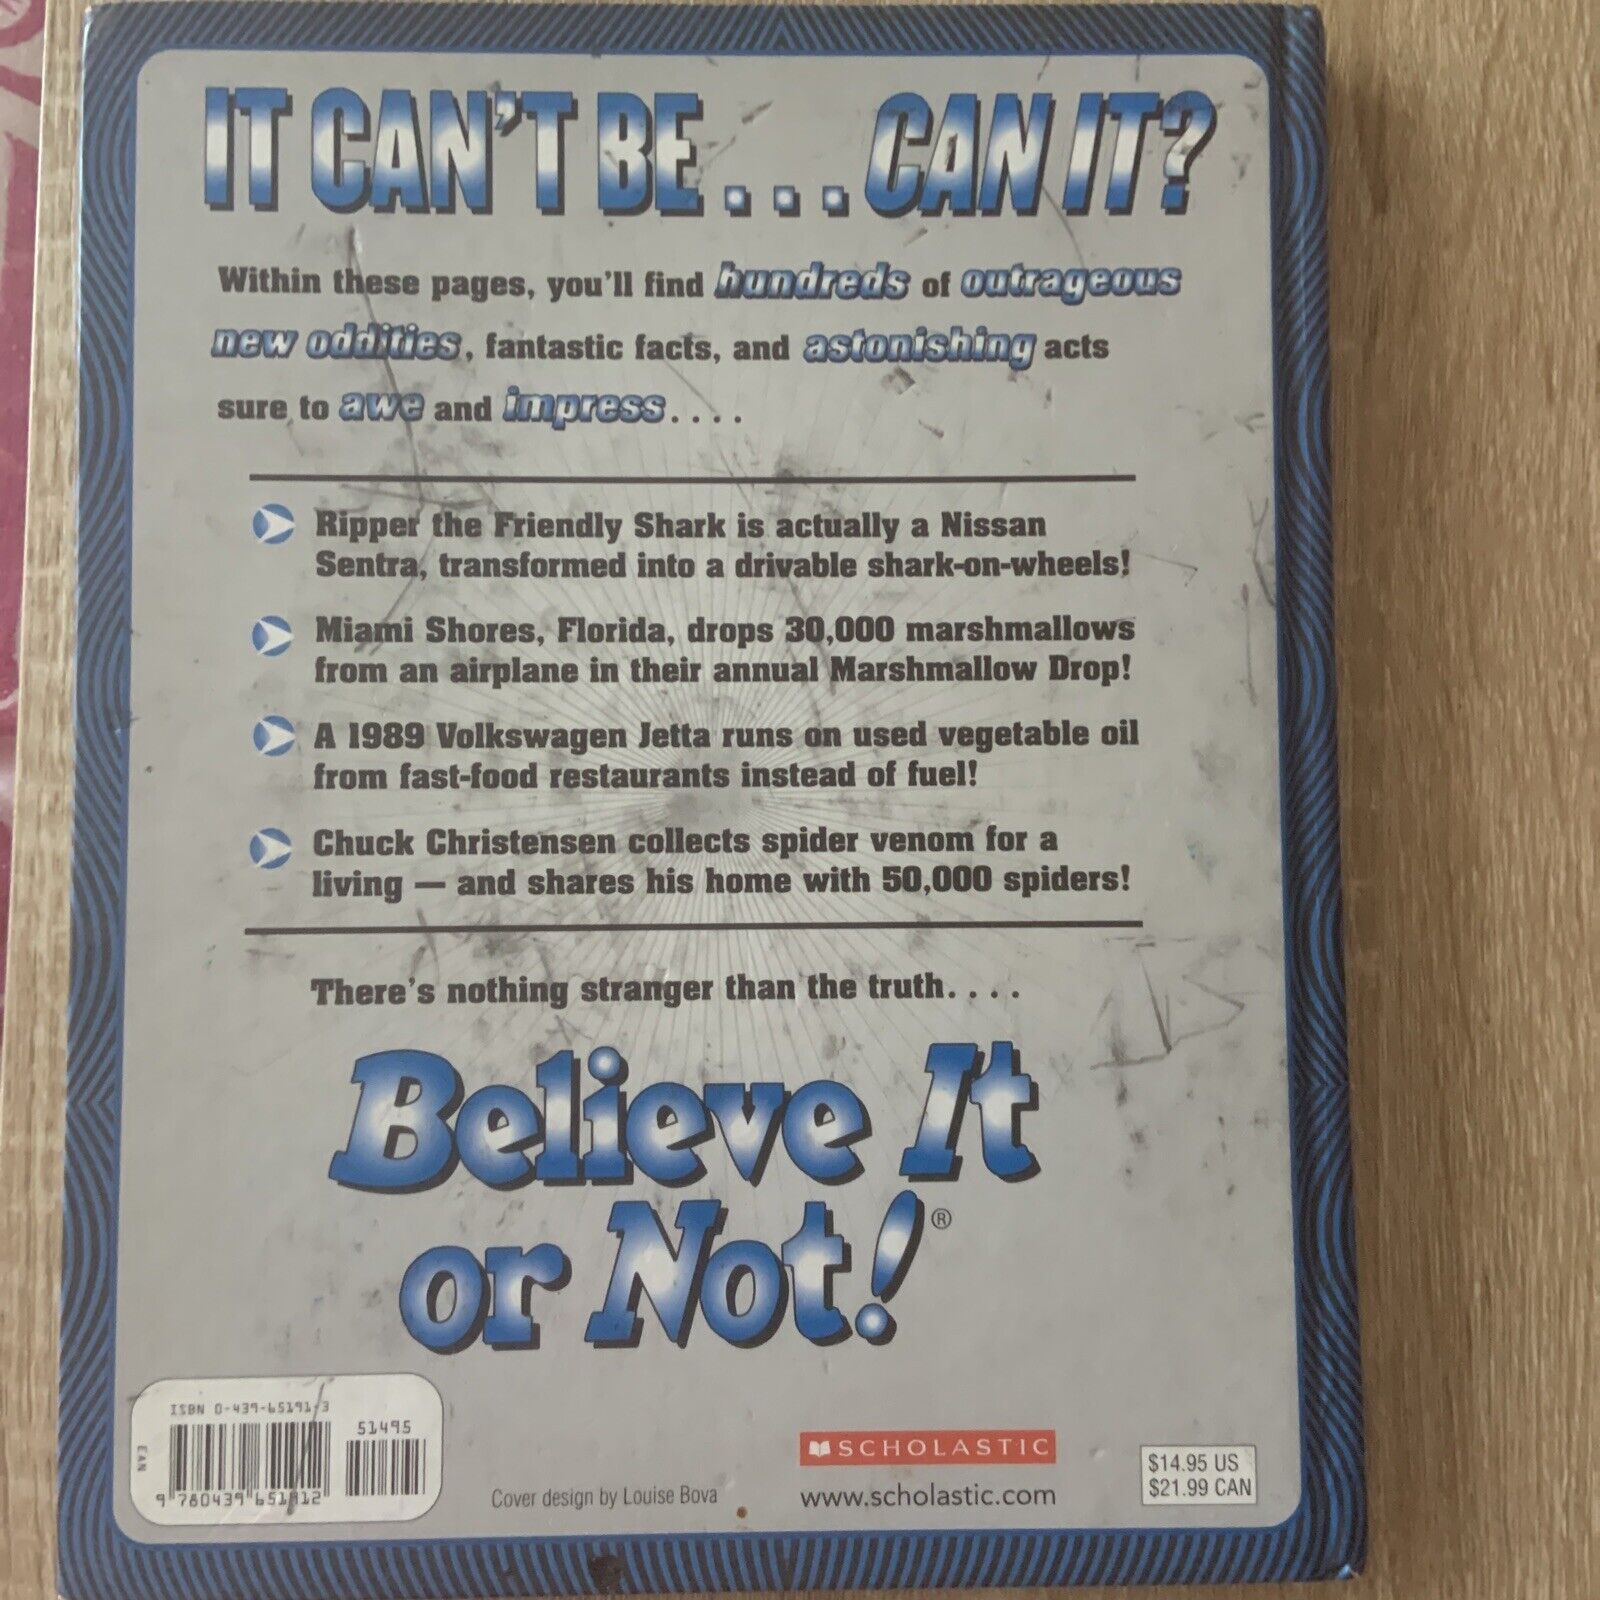 IT CAN'T BE . . . CAN IT?
Within these pages, you'll find hundreds of outrageous
new oddities, fantastic facts, and astonishing acts
sure to awe and impress . . . .
Ripper the Friendly Shark is actually a Nissan
Sentra, transformed into a drivable shark-on-wheels!
Miami Shores, Florida, drops 30,000 marshmallows
from an airplane in their annual Marshmallow Drop!
A 1989 Volkswagen Jetta runs on used vegetable oil
from fast-food restaurants instead of fuel!
Chuck Christensen collects spider venom for a
living — and shares his home with 50,000 spiders!
There's nothing stranger than the truth. . . .
Believe It
or Not!®
ISBN 0-439-65191-3
51495
EAN
9 780439 651912
Cover design by Louise Bova
SCHOLASTIC
www.scholastic.com
$14.95 US
$21.99 CAN